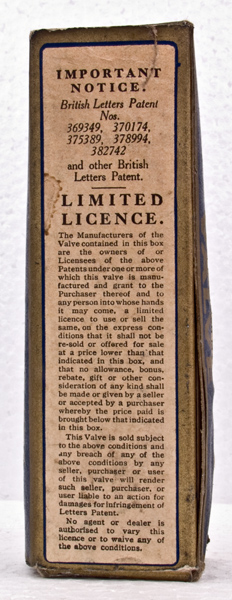 IMPORTANT
NOTICE.
British Letters Patent
Nos.
369349, 370174,
375389, 378994,
382742
and other British
Letters Patent.
LIMITED
LICENCE.
The Manufacturers of the
Valve contained in this box
are the owners of or
Licensees of the above
Patents under one or more of
which this valve is manu-
factured and grant to the
Purchaser thereof and to
any person into whose hands
it may come, a limited
licence to use or sell the
same, on the express con-
ditions that it shall not be
re-sold or offered for sale
at a price lower than that
indicated in this box, and
that no allowance, bonus,
rebate, gift or other con-
sideration of any kind shall
be made or given by a seller
or accepted by a purchaser
whereby the price paid is
brought below that indicated
in this box.
This Valve is sold subject
to the above conditions and
any breach of any of the
above conditions by any
seller, purchaser or user
of this valve will render
such seller, purchaser, or
user liable to an action for
damages for infringement of
Letters Patent.
No agent or dealer is
authorised to vary this
licence or to waive any of
the above conditions.